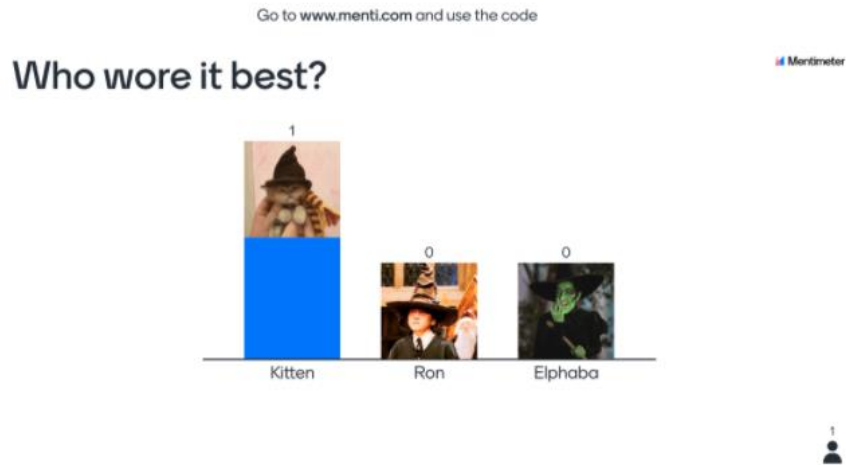 Go to www.menti.com and use the code
Who wore it best?
Mentimeter
1
0
0
Kitten
Ron
Elphaba
1